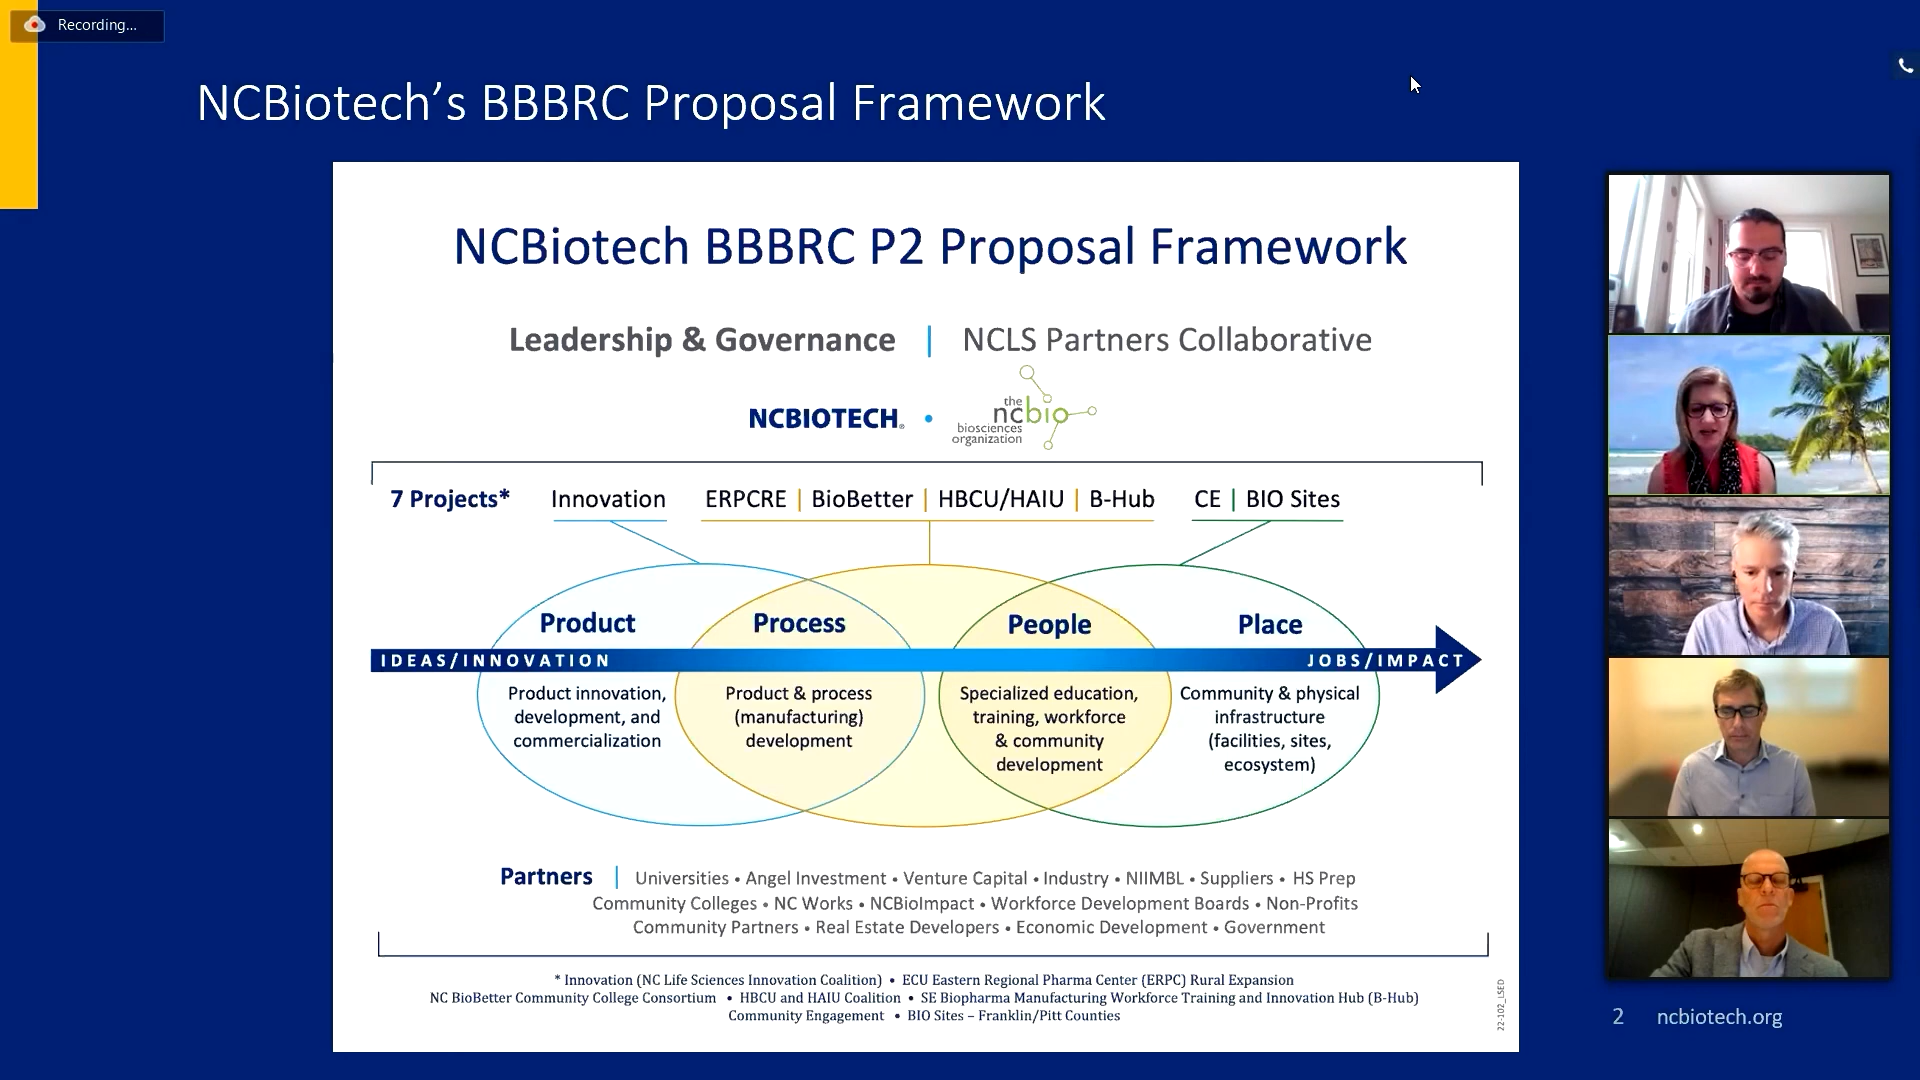 Recording...
NCBiotech’s BBBRC Proposal Framework
NCBiotech BBBRC P2 Proposal Framework
Leadership & Governance | NCLS Partners Collaborative
NCBIOTECH® • the ncbio biosciences organization
7 Projects* Innovation ERPCRE | BioBetter | HBCU/HAIU | B-Hub CE | BIO Sites
Product Process People Place
IDEAS/INNOVATION JOBS/IMPACT
Product innovation, development, and commercialization
Product & process (manufacturing) development
Specialized education, training, workforce & community development
Community & physical infrastructure (facilities, sites, ecosystem)
Partners | Universities • Angel Investment • Venture Capital • Industry • NIIMBL • Suppliers • HS Prep
Community Colleges • NC Works • NCBioImpact • Workforce Development Boards • Non-Profits
Community Partners • Real Estate Developers • Economic Development • Government
* Innovation (NC Life Sciences Innovation Coalition) • ECU Eastern Regional Pharma Center (ERPC) Rural Expansion
NC BioBetter Community College Consortium • HBCU and HAIU Coalition • SE Biopharma Manufacturing Workforce Training and Innovation Hub (B-Hub)
Community Engagement • BIO Sites – Franklin/Pitt Counties
22-102_LSED
2 ncbiotech.org